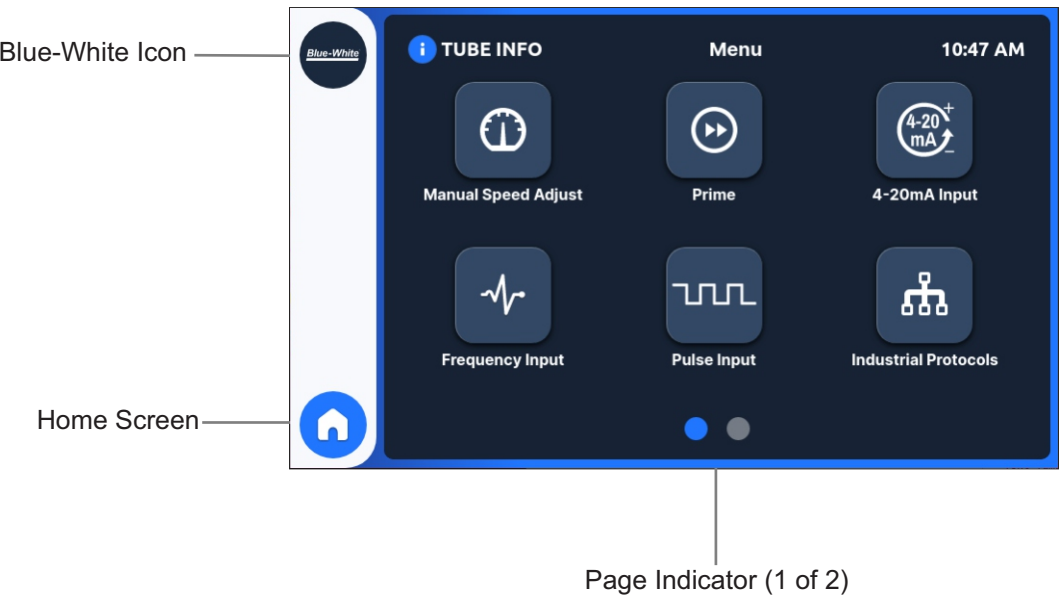 Blue-White Icon
Blue-White
TUBE INFO
Menu
10:47 AM
4-20
mA
Manual Speed Adjust
Prime
4-20mA Input
Frequency Input
Pulse Input
Industrial Protocols
Home Screen
Page Indicator (1 of 2)